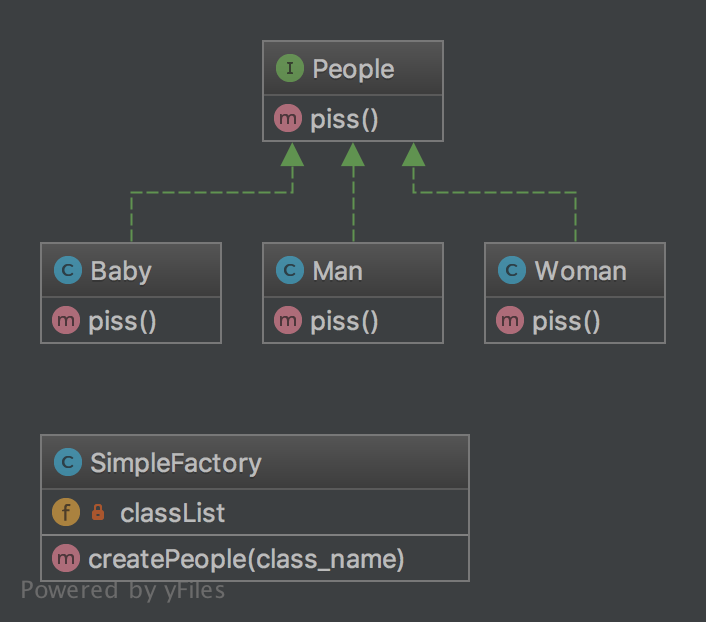 I People
m piss()
C Baby
m piss()
C Man
m piss()
C Woman
m piss()
C SimpleFactory
f classList
m createPeople(class_name)
Powered by yFiles